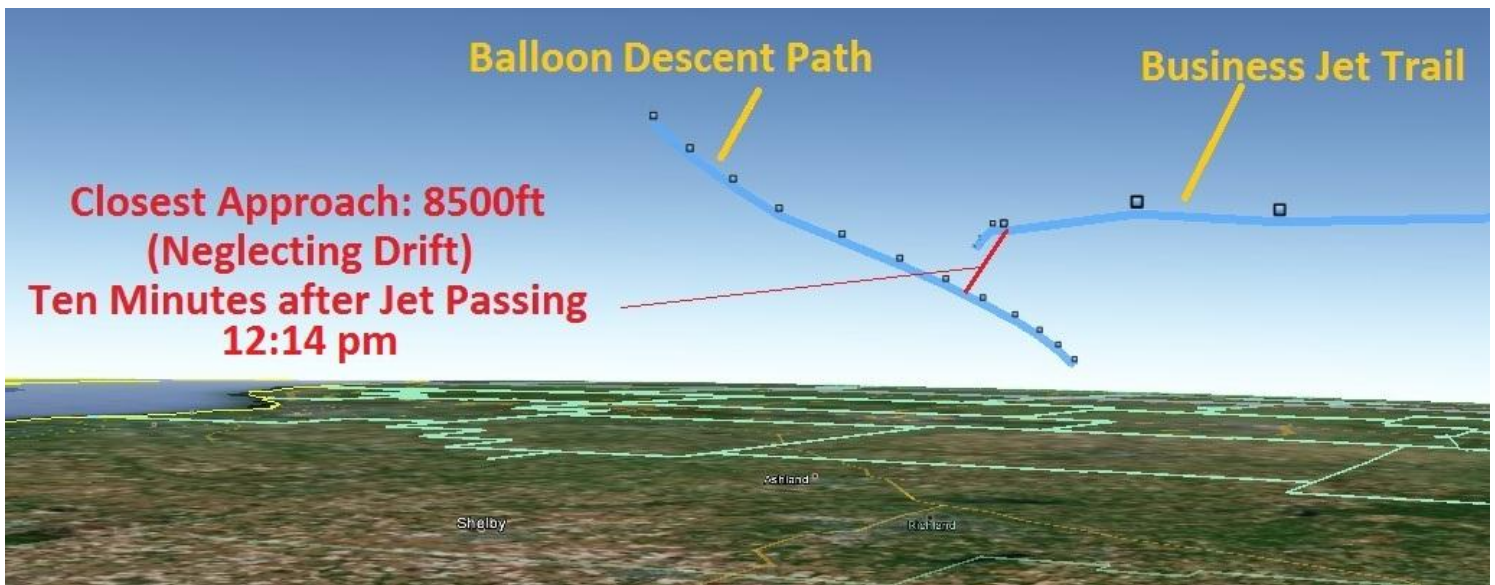 Balloon Descent Path
Business Jet Trail
Closest Approach: 8500ft
(Neglecting Drift)
Ten Minutes after Jet Passing
12:14 pm
Ashland
Shelby
Richland